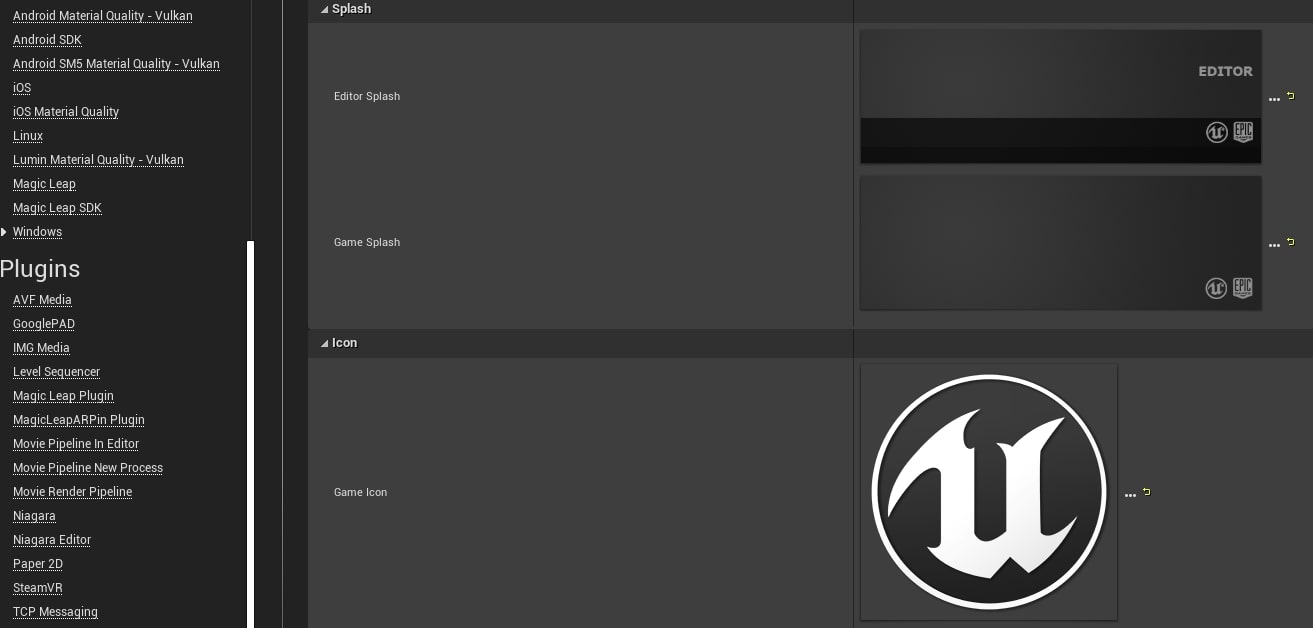 Android Material Quality - Vulkan
Android SDK
Android SM5 Material Quality - Vulkan
iOS
iOS Material Quality
Linux
Lumin Material Quality - Vulkan
Magic Leap
Magic Leap SDK
Windows
Plugins
AVF Media
GooglePAD
IMG Media
Level Sequencer
Magic Leap Plugin
MagicLeapARPin Plugin
Movie Pipeline In Editor
Movie Pipeline New Process
Movie Render Pipeline
Niagara
Niagara Editor
Paper 2D
SteamVR
TCP Messaging
Splash
Editor Splash
EDITOR
EPIC
...
Game Splash
EPIC
...
Icon
Game Icon
...